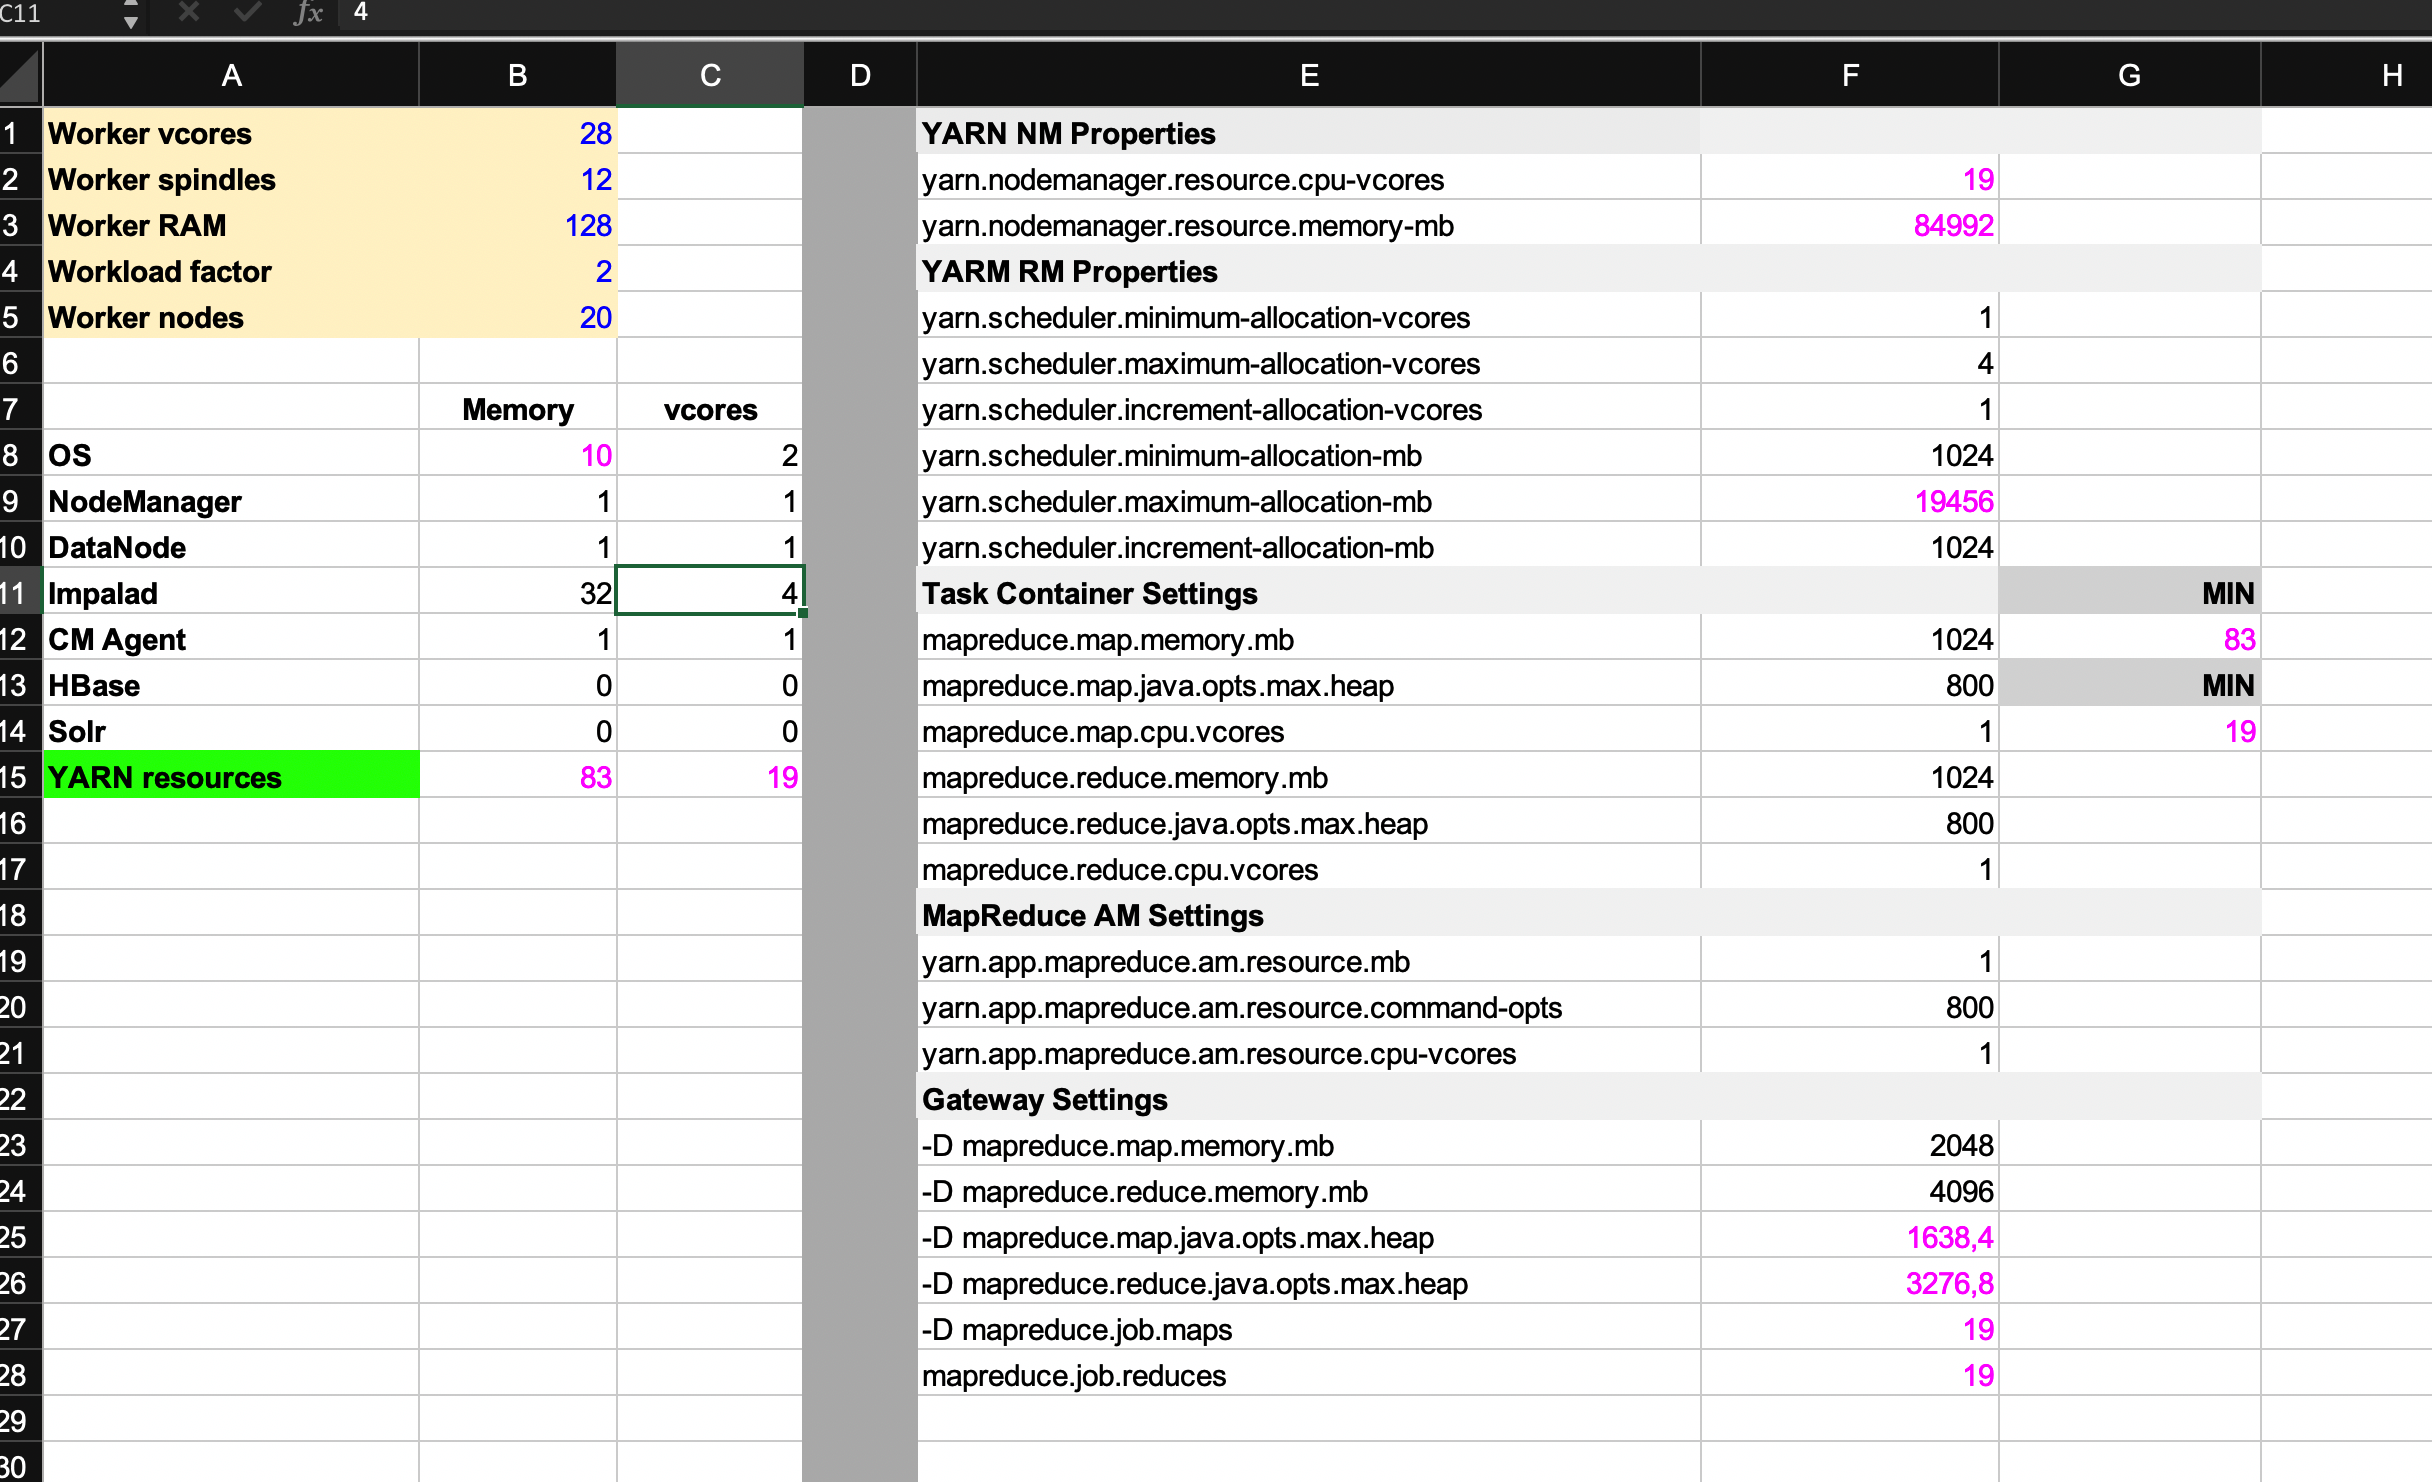 C11 fx 4
A B C D E F G H
1 Worker vcores 28 YARN NM Properties
2 Worker spindles 12 yarn.nodemanager.resource.cpu-vcores 19
3 Worker RAM 128 yarn.nodemanager.resource.memory-mb 84992
4 Workload factor 2 YARM RM Properties
5 Worker nodes 20 yarn.scheduler.minimum-allocation-vcores 1
6 yarn.scheduler.maximum-allocation-vcores 4
7 Memory vcores yarn.scheduler.increment-allocation-vcores 1
8 OS 10 2 yarn.scheduler.minimum-allocation-mb 1024
9 NodeManager 1 1 yarn.scheduler.maximum-allocation-mb 19456
10 DataNode 1 1 yarn.scheduler.increment-allocation-mb 1024
11 Impalad 32 4 Task Container Settings MIN
12 CM Agent 1 1 mapreduce.map.memory.mb 1024 83
13 HBase 0 0 mapreduce.map.java.opts.max.heap 800 MIN
14 Solr 0 0 mapreduce.map.cpu.vcores 1 19
15 YARN resources 83 19 mapreduce.reduce.memory.mb 1024
16 mapreduce.reduce.java.opts.max.heap 800
17 mapreduce.reduce.cpu.vcores 1
18 MapReduce AM Settings
19 yarn.app.mapreduce.am.resource.mb 1
20 yarn.app.mapreduce.am.resource.command-opts 800
21 yarn.app.mapreduce.am.resource.cpu-vcores 1
22 Gateway Settings
23 -D mapreduce.map.memory.mb 2048
24 -D mapreduce.reduce.memory.mb 4096
25 -D mapreduce.map.java.opts.max.heap 1638,4
26 -D mapreduce.reduce.java.opts.max.heap 3276,8
27 -D mapreduce.job.maps 19
28 mapreduce.job.reduces 19
29
30